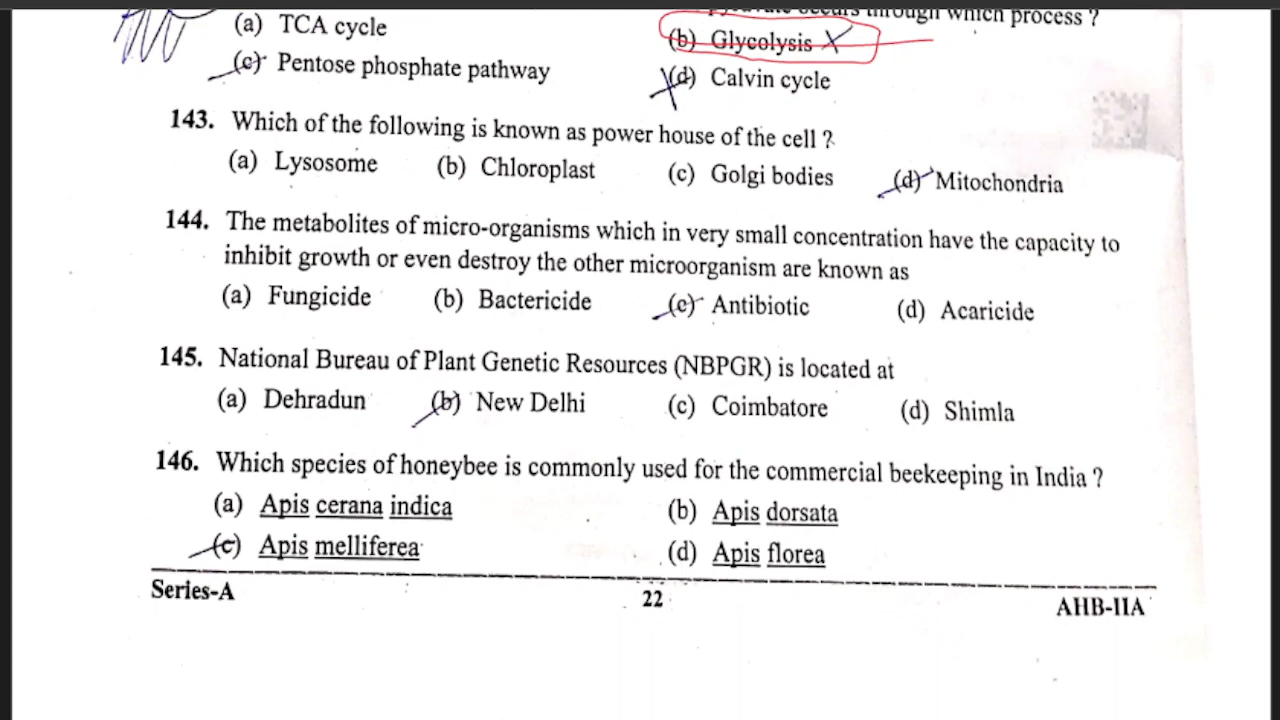 through which process ?
(a) TCA cycle (b) Glycolysis
(c) Pentose phosphate pathway (d) Calvin cycle
143. Which of the following is known as power house of the cell ?
(a) Lysosome (b) Chloroplast (c) Golgi bodies (d) Mitochondria
144. The metabolites of micro-organisms which in very small concentration have the capacity to
inhibit growth or even destroy the other microorganism are known as
(a) Fungicide (b) Bactericide (c) Antibiotic (d) Acaricide
145. National Bureau of Plant Genetic Resources (NBPGR) is located at
(a) Dehradun (b) New Delhi (c) Coimbatore (d) Shimla
146. Which species of honeybee is commonly used for the commercial beekeeping in India ?
(a) Apis cerana indica (b) Apis dorsata
(c) Apis melliferea (d) Apis florea
Series-A 22 AHB-IIA